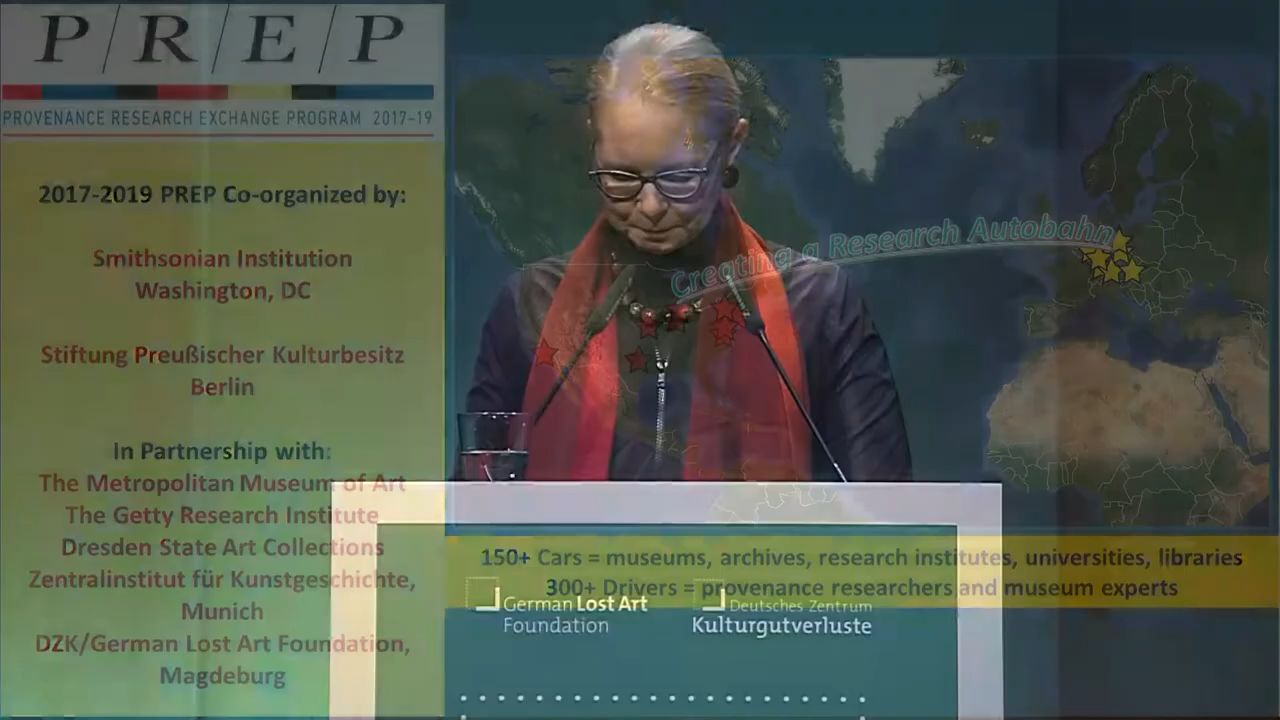 P/R/E/P
PROVENANCE RESEARCH EXCHANGE PROGRAM 2017-19
2017-2019 PREP Co-organized by:
Smithsonian Institution
Washington, DC
Stiftung Preußischer Kulturbesitz
Berlin
In Partnership with:
The Metropolitan Museum of Art
The Getty Research Institute
Dresden State Art Collections
Zentralinstitut für Kunstgeschichte,
Munich
DZK/German Lost Art Foundation,
Magdeburg
Creating a Research Autobahn
150+ Cars = museums, archives, research institutes, universities, libraries
300+ Drivers = provenance researchers and museum experts
German Lost Art
Foundation
Deutsches Zentrum
Kulturgutverluste